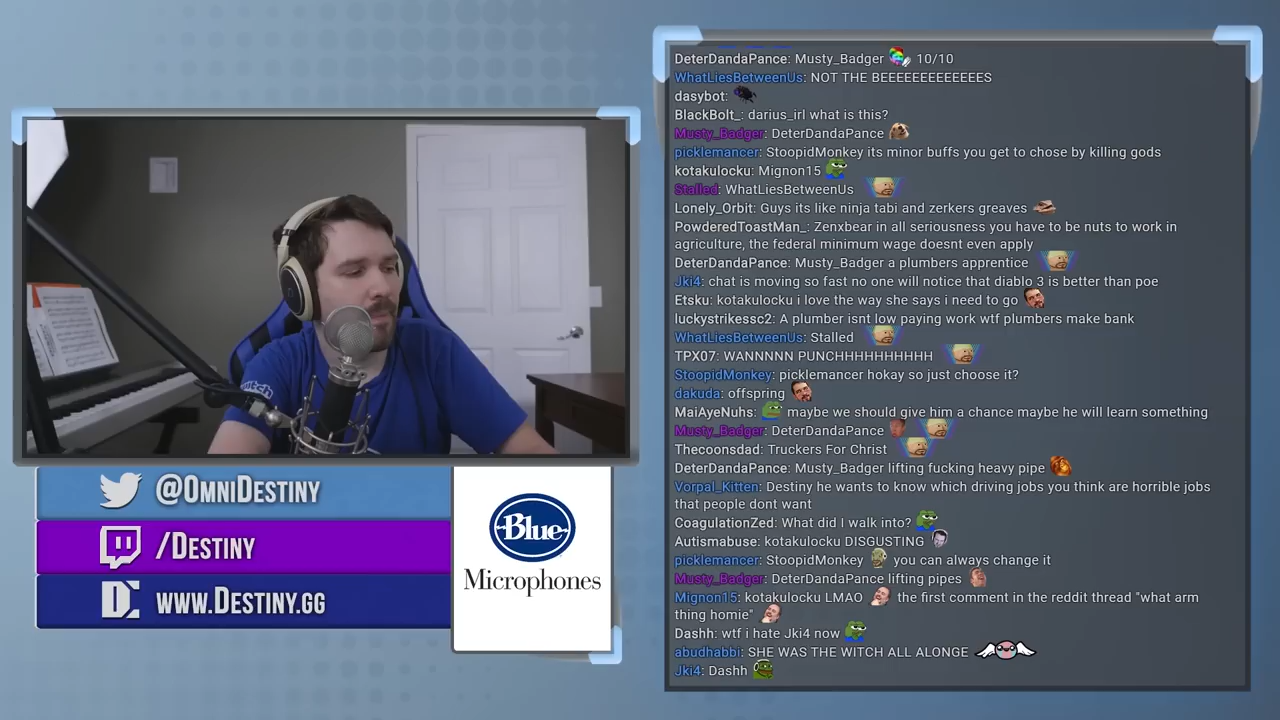 DeterDandaPance: Musty_Badger 10/10
WhatLiesBetweenUs: NOT THE BEEEEEEEEEEEEES
dasybot:
BlackBolt_: darius_irl what is this?
Musty_Badger: DeterDandaPance
picklemancer: StoopidMonkey its minor buffs you get to chose by killing gods
kotakulocku: Mignon15
Stalled: WhatLiesBetweenUs
Lonely_Orbit: Guys its like ninja tabi and zerkers greaves
PowderedToastMan_: Zenxbear in all seriousness you have to be nuts to work in
agriculture, the federal minimum wage doesnt even apply
DeterDandaPance: Musty_Badger a plumbers apprentice
Jki4: chat is moving so fast no one will notice that diablo 3 is better than poe
Etsku: kotakulocku i love the way she says i need to go
luckystrikessc2: A plumber isnt low paying work wtf plumbers make bank
WhatLiesBetweenUs: Stalled
TPX07: WANNNNN PUNCHHHHHHHHHH
StoopidMonkey: picklemancer hokay so just choose it?
dakuda: offspring
MaiAyeNuhs: maybe we should give him a chance maybe he will learn something
Musty_Badger: DeterDandaPance
Thecoonsdad: Truckers For Christ
DeterDandaPance: Musty_Badger lifting fucking heavy pipe
Vorpal_Kitten: Destiny he wants to know which driving jobs you think are horrible jobs
that people dont want
CoagulationZed: What did I walk into?
Autismabuse: kotakulocku DISGUSTING
picklemancer: StoopidMonkey you can always change it
Musty_Badger: DeterDandaPance lifting pipes
Mignon15: kotakulocku LMAO the first comment in the reddit thread "what arm
thing homie"
Dashh: wtf i hate Jki4 now
abudhabbi: SHE WAS THE WITCH ALL ALONGE
Jki4: Dashh
@OmniDestiny
/Destiny
www.Destiny.gg
Blue
Microphones